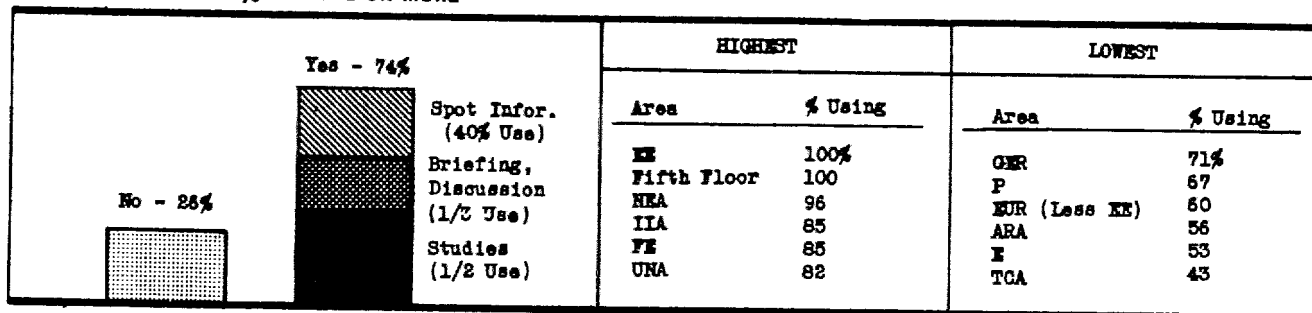 Yes - 74%
No - 26%
Spot Infor.
(40% Use)
Briefing,
Discussion
(1/3 Use)
Studies
(1/2 Use)
HIGHEST
Area % Using
EE 100%
Fifth Floor 100
NEA 96
IIA 85
FE 85
UNA 82
LOWEST
Area % Using
GER 71%
P 67
EUR (Less EE) 60
ARA 56
E 53
TCA 43